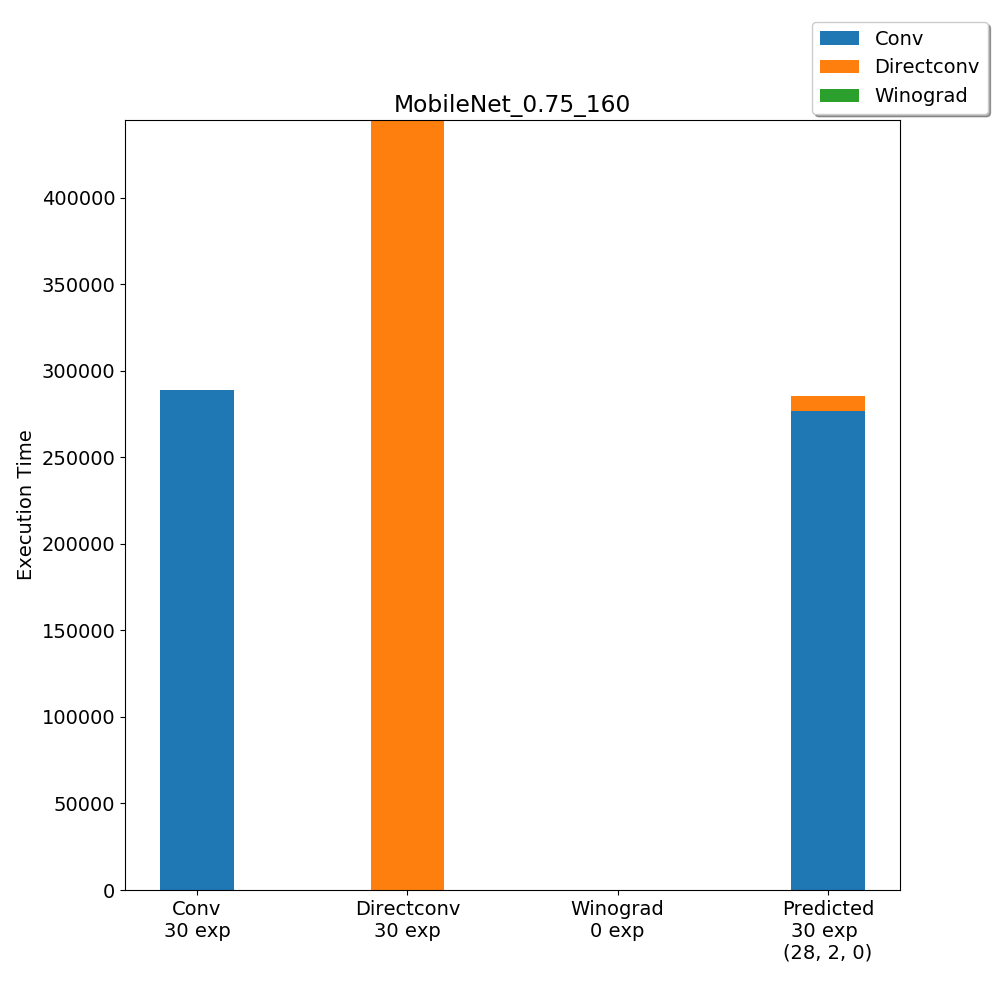 Conv
Directconv
Winograd
MobileNet_0.75_160
Execution Time
400000
350000
300000
250000
200000
150000
100000
50000
0
Conv
30 exp
Directconv
30 exp
Winograd
0 exp
Predicted
30 exp
(28, 2, 0)